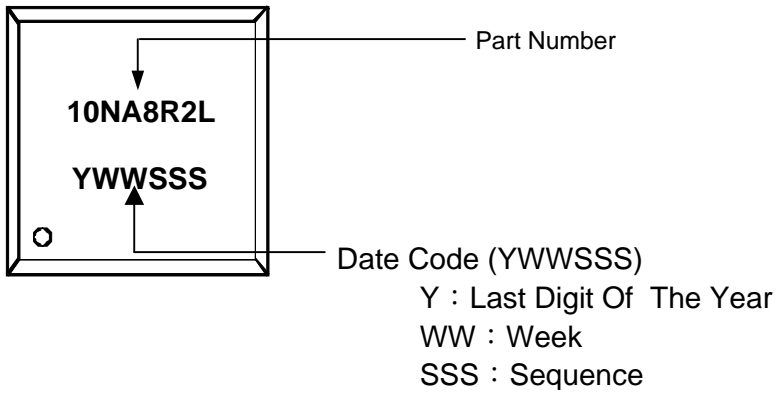 Part Number
10NA8R2L
YWWSSS
Date Code (YWWSSS)
Y：Last Digit Of The Year
WW：Week
SSS：Sequence